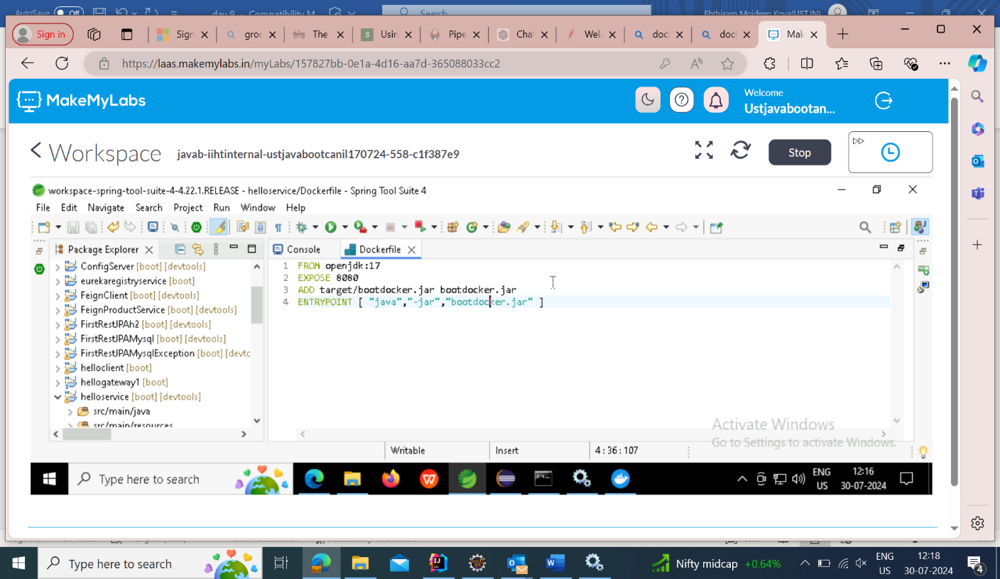 AutoSave Off day 9 - Compatibility M Search Ehthisam Moideen Koya(UST,IN)
Sign in Sign groc The Usin Pipe Chat Wel docl docl Mak
https://laas.makemylabs.in/myLabs/157827bb-0e1a-4d16-aa7d-365088033cc2
MakeMyLabs
Welcome
Ustjavabootan...
Workspace javab-iihtinternal-ustjavabootcanil170724-558-c1f387e9 Stop
workspace-spring-tool-suite-4-4.22.1.RELEASE - helloservice/Dockerfile - Spring Tool Suite 4
File Edit Navigate Search Project Run Window Help
Package Explorer
Console Dockerfile
ConfigServer [boot] [devtools]
eurekaregistryservice [boot]
FeignClient [boot] [devtools]
FeignProductService [boot] [devtools]
FirstRestJPAh2 [boot] [devtools]
FirstRestJPAMysql [boot] [devtools]
FirstRestJPAMysqlException [boot] [devtc
helloclient [boot]
hellogateway1 [boot]
helloservice [boot] [devtools]
src/main/java
src/main/resources
1 FROM openjdk:17
2 EXPOSE 8080
3 ADD target/bootdocker.jar bootdocker.jar
4 ENTRYPOINT [ "java","-jar","bootdocker.jar" ]
Activate Windows
Go to Settings to activate Windows.
Writable Insert 4 : 36 : 107
Type here to search
ENG
US
12:16
30-07-2024
Type here to search
Nifty midcap +0.64%
ENG
US
12:18
30-07-2024
4